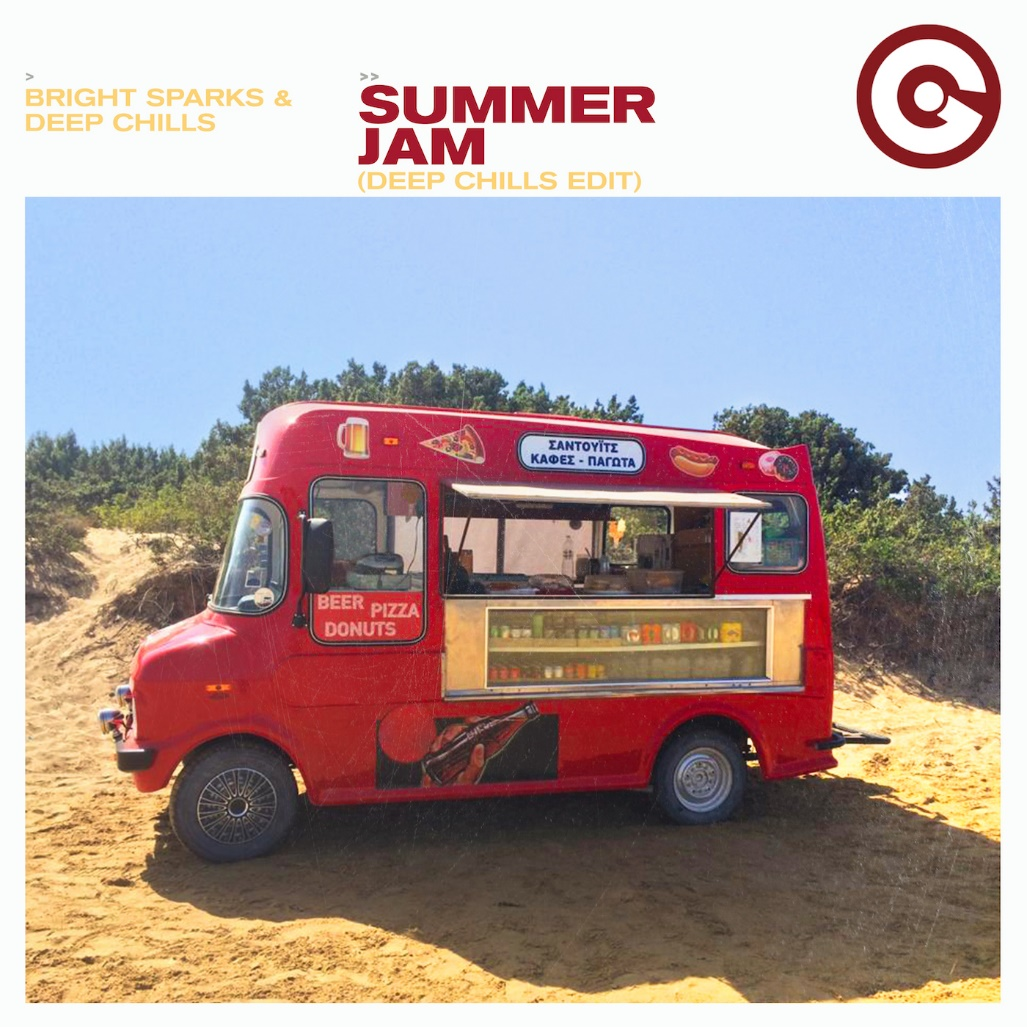 >
BRIGHT SPARKS &
DEEP CHILLS
>>
SUMMER
JAM
(DEEP CHILLS EDIT)
ΣΑΝΤΟΥΪΤΣ
ΚΑΦΕΣ - ΠΑΓΩΤΑ
BEER PIZZA
DONUTS